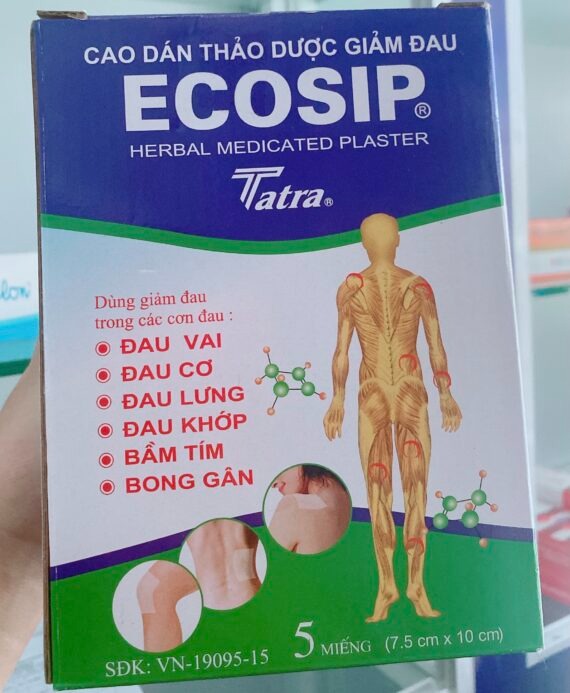 CAO DÁN THẢO DƯỢC GIẢM ĐAU
ECOSIP®
HERBAL MEDICATED PLASTER
Tatra®
Dùng giảm đau
trong các cơn đau :
ĐAU VAI
ĐAU CƠ
ĐAU LƯNG
ĐAU KHỚP
BẦM TÍM
BONG GÂN
SĐK: VN-19095-15
5 MIẾNG (7.5 cm x 10 cm)